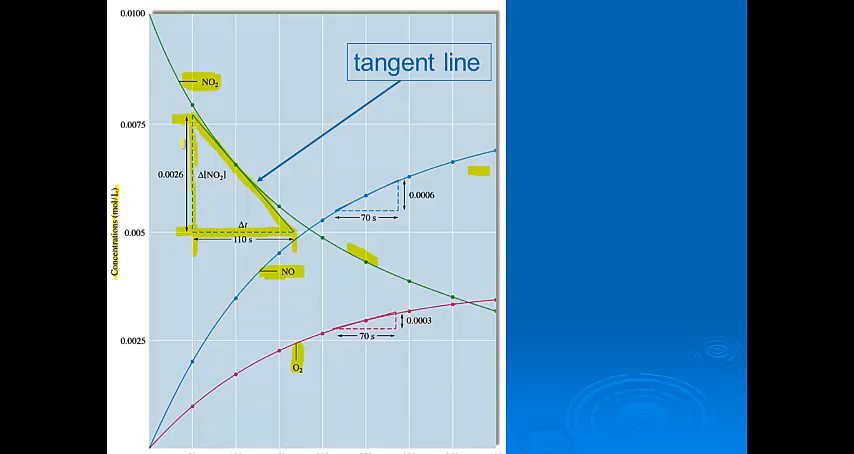 0.0100
tangent line
NO₂
0.0075
0.0026
Δ[NO₂]
0.0006
70 s
Δt
0.005
110 s
Concentrations (mol/L)
NO
0.0003
70 s
0.0025
O₂